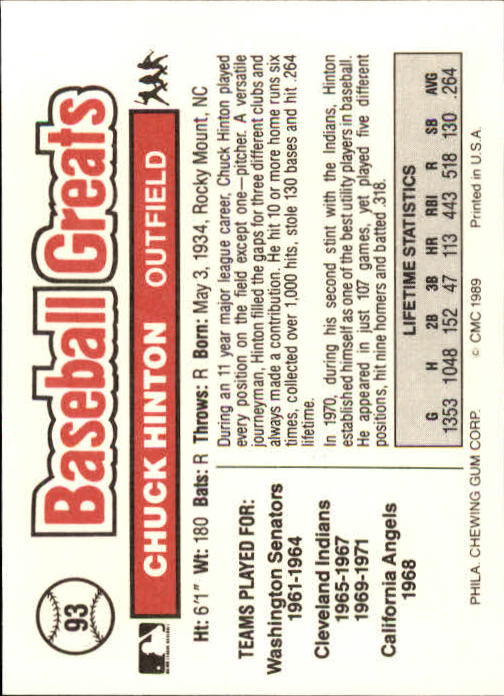 93
Baseball Greats
CHUCK HINTON OUTFIELD
Ht: 6'1" Wt: 180 Bats: R Throws: R Born: May 3, 1934, Rocky Mount, NC
TEAMS PLAYED FOR:
Washington Senators
1961-1964
Cleveland Indians
1965-1967
1969-1971
California Angels
1968
During an 11 year major league career, Chuck Hinton played
every position on the field except one—pitcher. A versatile
journeyman, Hinton filled the gaps for three different clubs and
always made a contribution. He hit 10 or more home runs six
times, collected over 1,000 hits, stole 130 bases and hit .264
lifetime.
In 1970, during his second stint with the Indians, Hinton
established himself as one of the best utility players in baseball.
He appeared in just 107 games, yet played five different
positions, hit nine homers and batted .318.
LIFETIME STATISTICS
G H 2B 3B HR RBI R SB AVG
1353 1048 152 47 113 443 518 130 .264
PHILA. CHEWING GUM CORP. © CMC 1989 Printed in U.S.A.